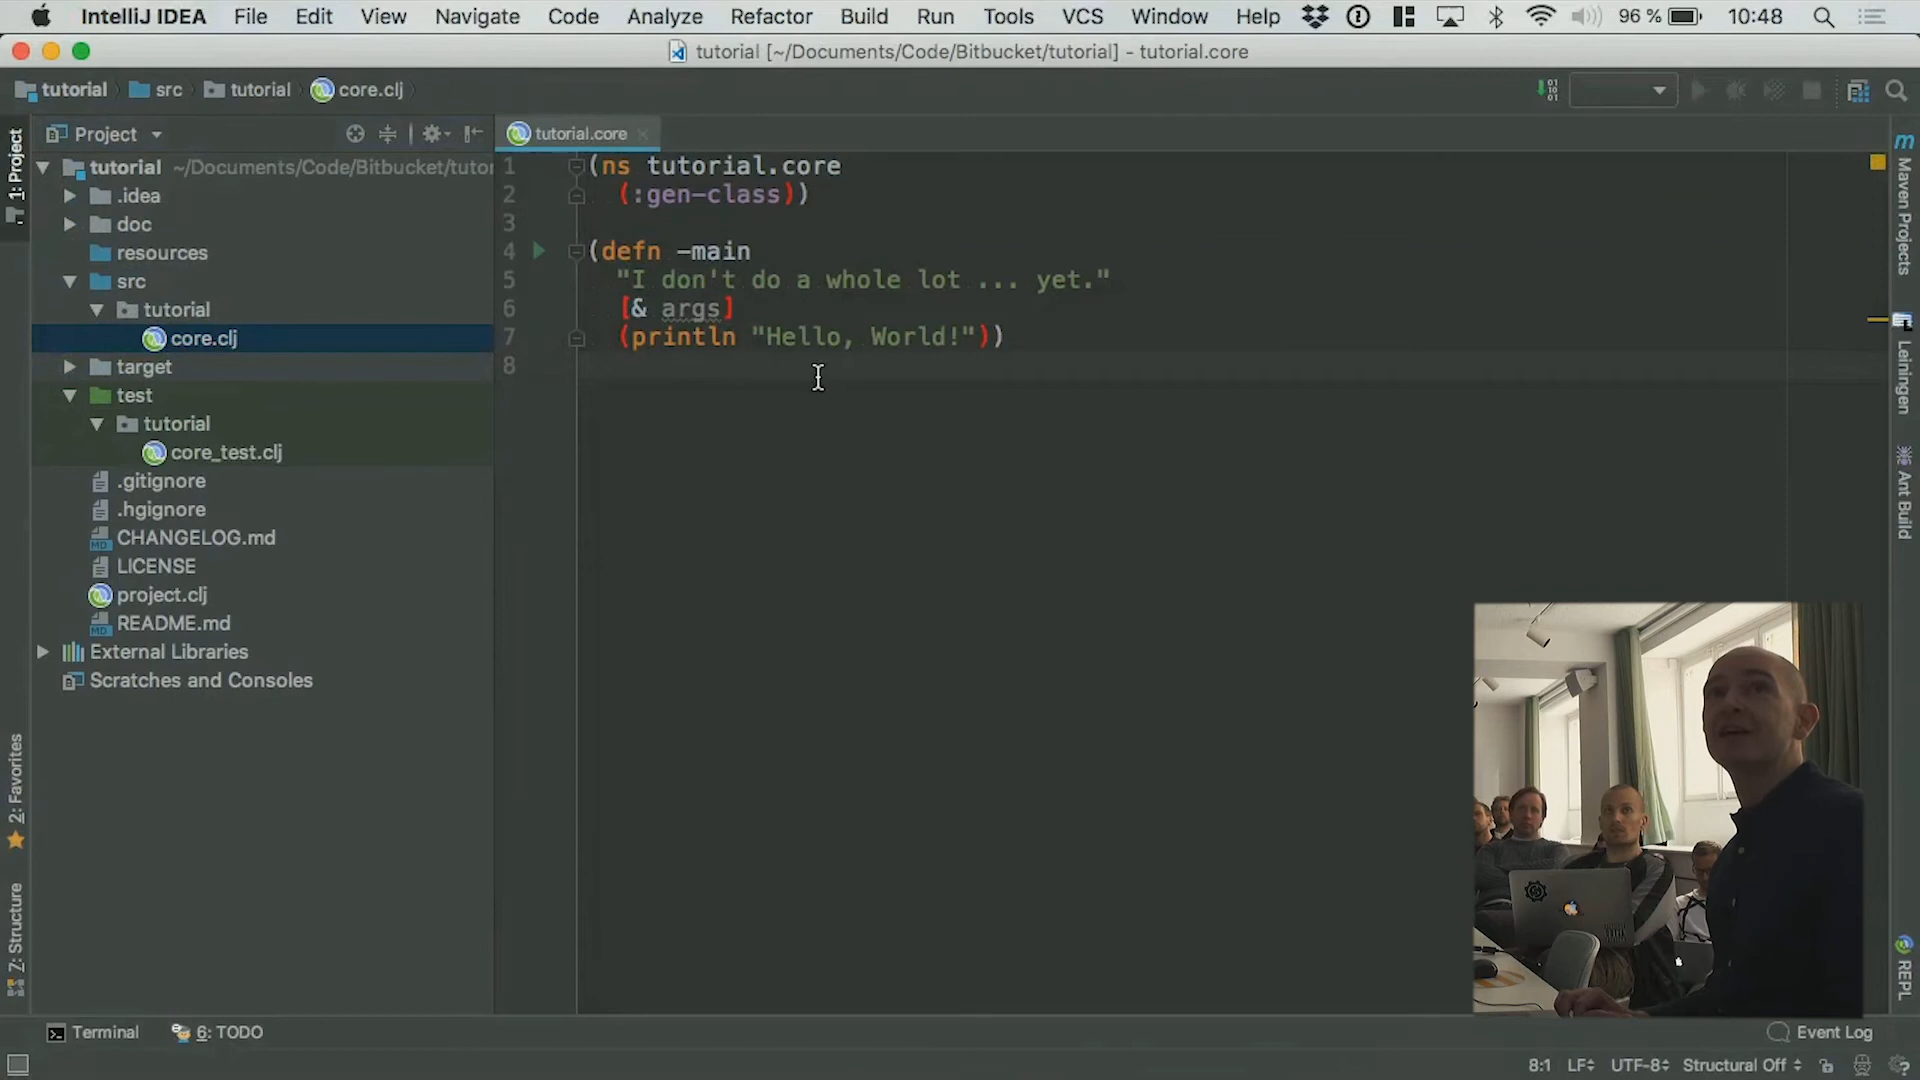 IntelliJ IDEA File Edit View Navigate Code Analyze Refactor Build Run Tools VCS Window Help 96 % 10:48
tutorial [~/Documents/Code/Bitbucket/tutorial] - tutorial.core
tutorial src tutorial core.clj
1: Project
Project
tutorial ~/Documents/Code/Bitbucket/tutor
.idea
doc
resources
src
tutorial
core.clj
target
test
tutorial
core_test.clj
.gitignore
.hgignore
CHANGELOG.md
LICENSE
project.clj
README.md
External Libraries
Scratches and Consoles
2: Favorites
7: Structure
tutorial.core
1 (ns tutorial.core
2 (:gen-class))
3
4 (defn -main
5 "I don't do a whole lot ... yet."
6 [& args]
7 (println "Hello, World!"))
8
Maven Projects
Leiningen
Ant Build
REPL
Terminal 6: TODO Event Log
8:1 LF UTF-8 Structural Off